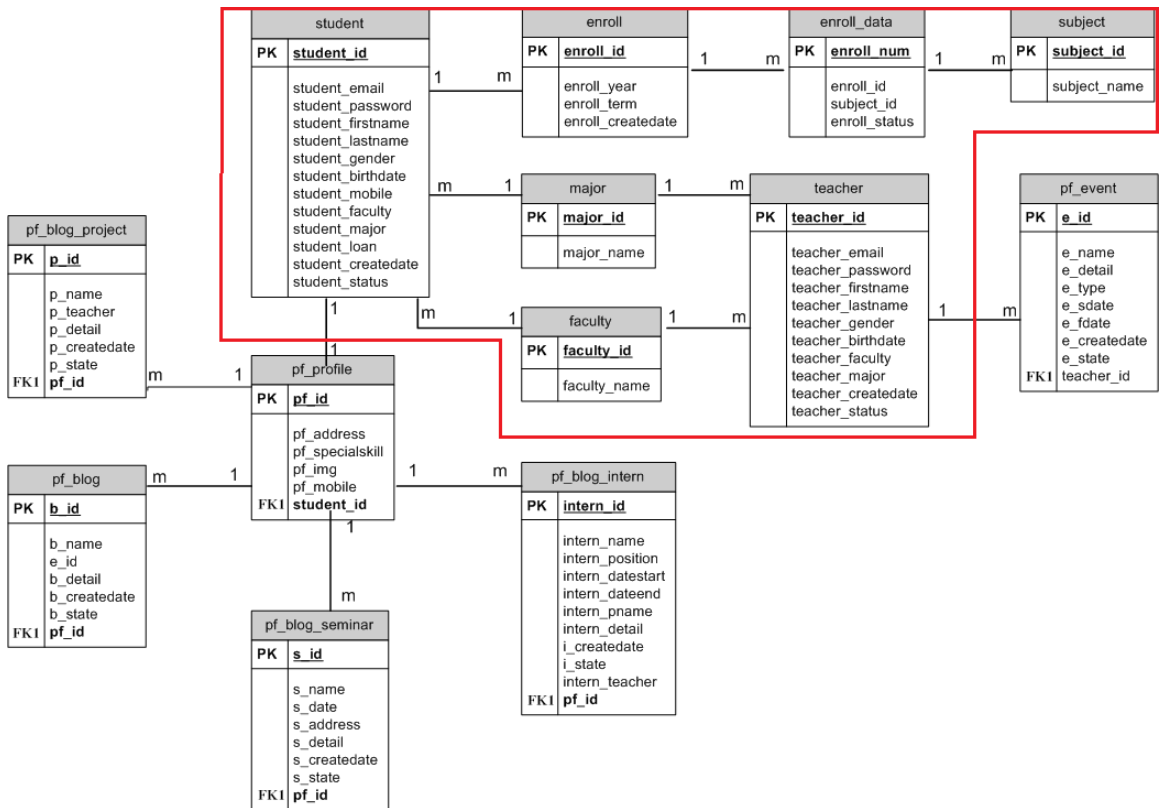 student
PK student_id
student_email
student_password
student_firstname
student_lastname
student_gender
student_birthdate
student_mobile
student_faculty
student_major
student_loan
student_createdate
student_status
enroll
PK enroll_id
enroll_year
enroll_term
enroll_createdate
enroll_data
PK enroll_num
enroll_id
subject_id
enroll_status
subject
PK subject_id
subject_name
1 m
1 m
1 m
major
PK major_id
major_name
m 1
1 m
teacher
PK teacher_id
teacher_email
teacher_password
teacher_firstname
teacher_lastname
teacher_gender
teacher_birthdate
teacher_faculty
teacher_major
teacher_createdate
teacher_status
pf_event
PK e_id
e_name
e_detail
e_type
e_sdate
e_fdate
e_createdate
e_state
FK1 teacher_id
1 m
faculty
PK faculty_id
faculty_name
m 1
1 m
pf_blog_project
PK p_id
p_name
p_teacher
p_detail
p_createdate
p_state
FK1 pf_id
m 1
1
1
pf_profile
PK pf_id
pf_address
pf_specialskill
pf_img
pf_mobile
FK1 student_id
pf_blog
PK b_id
b_name
e_id
b_detail
b_createdate
b_state
FK1 pf_id
m 1
1 m
pf_blog_intern
PK intern_id
intern_name
intern_position
intern_datestart
intern_dateend
intern_pname
intern_detail
i_createdate
i_state
intern_teacher
FK1 pf_id
1
m
pf_blog_seminar
PK s_id
s_name
s_date
s_address
s_detail
s_createdate
s_state
FK1 pf_id